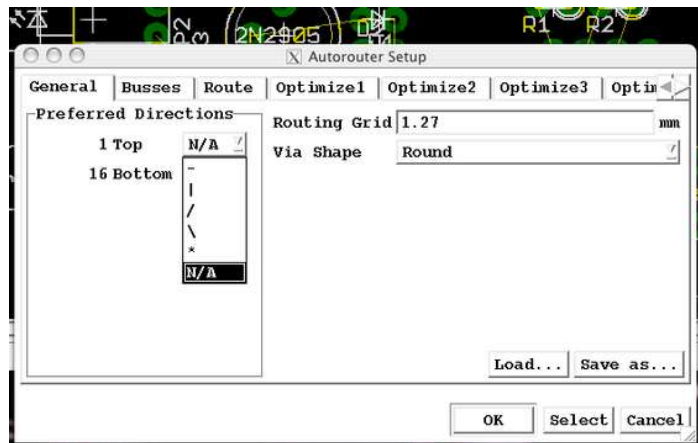 R2
2N2905
R1 R2
X Autorouter Setup
General Busses Route Optimize1 Optimize2 Optimize3
Preferred Directions
1 Top N/A
16 Bottom
-
|
/
\
*
N/A
Routing Grid 1.27 mm
Via Shape Round
Load... Save as...
OK Select Cancel